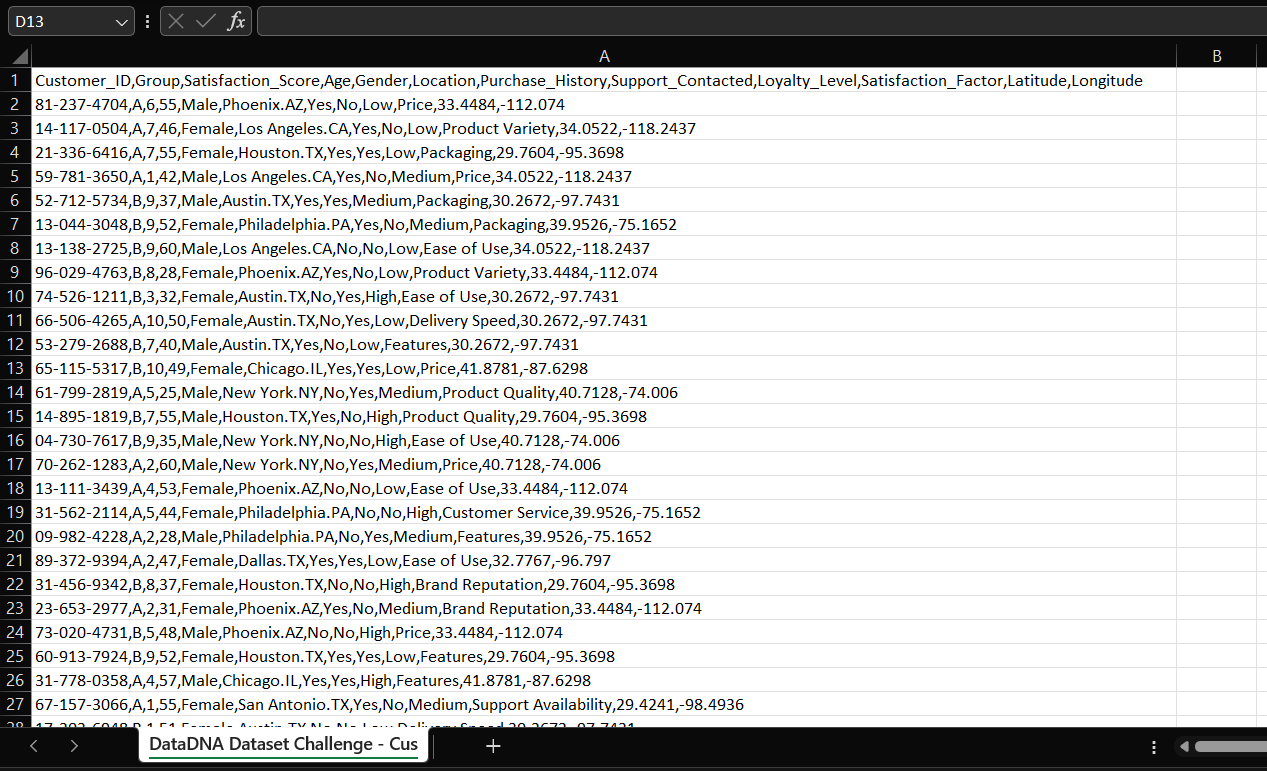 D13
fx
A B
1 Customer_ID,Group,Satisfaction_Score,Age,Gender,Location,Purchase_History,Support_Contacted,Loyalty_Level,Satisfaction_Factor,Latitude,Longitude
2 81-237-4704,A,6,55,Male,Phoenix.AZ,Yes,No,Low,Price,33.4484,-112.074
3 14-117-0504,A,7,46,Female,Los Angeles.CA,Yes,No,Low,Product Variety,34.0522,-118.2437
4 21-336-6416,A,7,55,Female,Houston.TX,Yes,Yes,Low,Packaging,29.7604,-95.3698
5 59-781-3650,A,1,42,Male,Los Angeles.CA,Yes,No,Medium,Price,34.0522,-118.2437
6 52-712-5734,B,9,37,Male,Austin.TX,Yes,Yes,Medium,Packaging,30.2672,-97.7431
7 13-044-3048,B,9,52,Female,Philadelphia.PA,Yes,No,Medium,Packaging,39.9526,-75.1652
8 13-138-2725,B,9,60,Male,Los Angeles.CA,No,No,Low,Ease of Use,34.0522,-118.2437
9 96-029-4763,B,8,28,Female,Phoenix.AZ,Yes,No,Low,Product Variety,33.4484,-112.074
10 74-526-1211,B,3,32,Female,Austin.TX,No,Yes,High,Ease of Use,30.2672,-97.7431
11 66-506-4265,A,10,50,Female,Austin.TX,No,Yes,Low,Delivery Speed,30.2672,-97.7431
12 53-279-2688,B,7,40,Male,Austin.TX,Yes,No,Low,Features,30.2672,-97.7431
13 65-115-5317,B,10,49,Female,Chicago.IL,Yes,Yes,Low,Price,41.8781,-87.6298
14 61-799-2819,A,5,25,Male,New York.NY,No,Yes,Medium,Product Quality,40.7128,-74.006
15 14-895-1819,B,7,55,Male,Houston.TX,Yes,No,High,Product Quality,29.7604,-95.3698
16 04-730-7617,B,9,35,Male,New York.NY,No,No,High,Ease of Use,40.7128,-74.006
17 70-262-1283,A,2,60,Male,New York.NY,No,Yes,Medium,Price,40.7128,-74.006
18 13-111-3439,A,4,53,Female,Phoenix.AZ,No,No,Low,Ease of Use,33.4484,-112.074
19 31-562-2114,A,5,44,Female,Philadelphia.PA,No,No,High,Customer Service,39.9526,-75.1652
20 09-982-4228,A,2,28,Male,Philadelphia.PA,No,Yes,Medium,Features,39.9526,-75.1652
21 89-372-9394,A,2,47,Female,Dallas.TX,Yes,Yes,Low,Ease of Use,32.7767,-96.797
22 31-456-9342,B,8,37,Female,Houston.TX,No,No,High,Brand Reputation,29.7604,-95.3698
23 23-653-2977,A,2,31,Female,Phoenix.AZ,Yes,No,Medium,Brand Reputation,33.4484,-112.074
24 73-020-4731,B,5,48,Male,Phoenix.AZ,No,No,High,Price,33.4484,-112.074
25 60-913-7924,B,9,52,Female,Houston.TX,Yes,Yes,Low,Features,29.7604,-95.3698
26 31-778-0358,A,4,57,Male,Chicago.IL,Yes,Yes,High,Features,41.8781,-87.6298
27 67-157-3066,A,1,55,Female,San Antonio.TX,Yes,No,Medium,Support Availability,29.4241,-98.4936
DataDNA Dataset Challenge - Cus